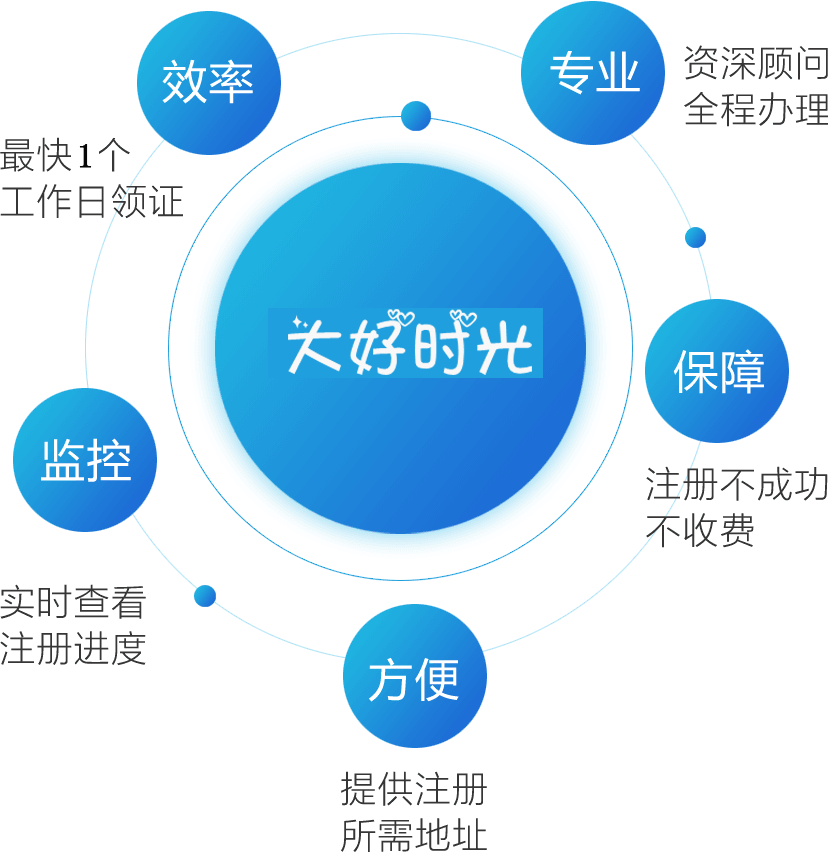 效率
最快1个
工作日领证
专业
资深顾问
全程办理
大好时光
保障
注册不成功
不收费
监控
实时查看
注册进度
方便
提供注册
所需地址